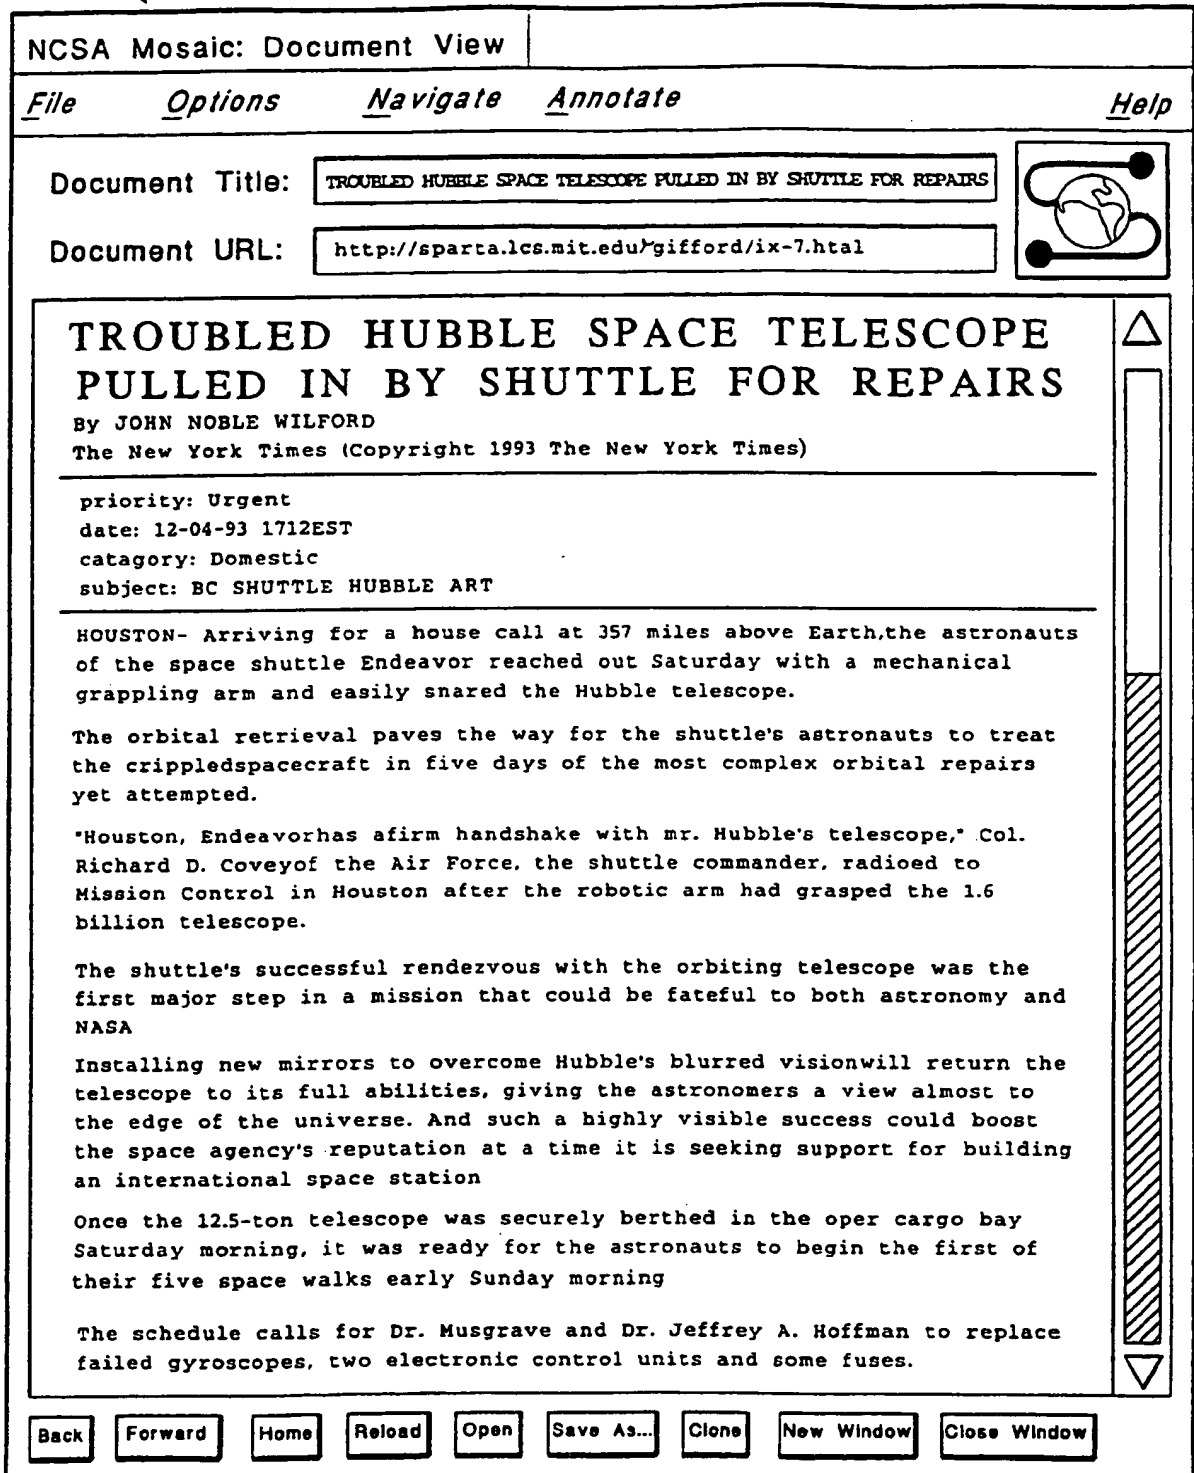 NCSA Mosaic: Document View
File Options Navigate Annotate Help
Document Title: TROUBLED HUBBLE SPACE TELESCOPE PULLED IN BY SHUTTLE FOR REPAIRS
Document URL: http://sparta.lcs.mit.edu/~gifford/ix-7.htal
TROUBLED HUBBLE SPACE TELESCOPE
PULLED IN BY SHUTTLE FOR REPAIRS
By JOHN NOBLE WILFORD
The New York Times (Copyright 1993 The New York Times)
priority: Urgent
date: 12-04-93 1712EST
catagory: Domestic
subject: BC SHUTTLE HUBBLE ART
HOUSTON- Arriving for a house call at 357 miles above Earth,the astronauts
of the space shuttle Endeavor reached out Saturday with a mechanical
grappling arm and easily snared the Hubble telescope.
The orbital retrieval paves the way for the shuttle's astronauts to treat
the crippledspacecraft in five days of the most complex orbital repairs
yet attempted.
"Houston, Endeavorhas afirm handshake with mr. Hubble's telescope," Col.
Richard D. Coveyof the Air Force, the shuttle commander, radioed to
Mission Control in Houston after the robotic arm had grasped the 1.6
billion telescope.
The shuttle's successful rendezvous with the orbiting telescope was the
first major step in a mission that could be fateful to both astronomy and
NASA
Installing new mirrors to overcome Hubble's blurred visionwill return the
telescope to its full abilities, giving the astronomers a view almost to
the edge of the universe. And such a highly visible success could boost
the space agency's reputation at a time it is seeking support for building
an international space station
Once the 12.5-ton telescope was securely berthed in the oper cargo bay
Saturday morning, it was ready for the astronauts to begin the first of
their five space walks early Sunday morning
The schedule calls for Dr. Musgrave and Dr. Jeffrey A. Hoffman to replace
failed gyroscopes, two electronic control units and some fuses.
Back Forward Home Reload Open Save As... Clone New Window Close Window